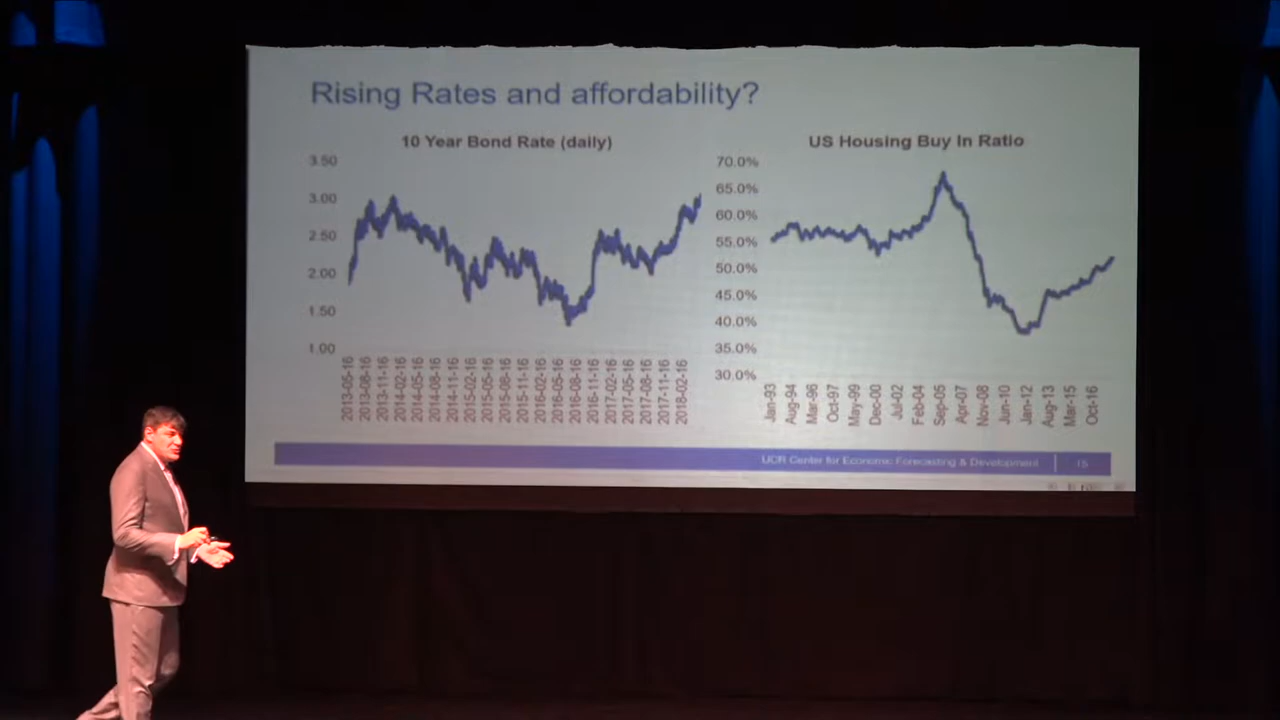 Rising Rates and affordability?
10 Year Bond Rate (daily)
3.50
3.00
2.50
2.00
1.50
1.00
2013-05-16
2013-08-16
2013-11-16
2014-02-16
2014-05-16
2014-08-16
2014-11-16
2015-02-16
2015-05-16
2015-08-16
2015-11-16
2016-02-16
2016-05-16
2016-08-16
2016-11-16
2017-02-16
2017-05-16
2017-08-16
2017-11-16
2018-02-16
US Housing Buy In Ratio
70.0%
65.0%
60.0%
55.0%
50.0%
45.0%
40.0%
35.0%
30.0%
Jan-93
Aug-94
Mar-96
Oct-97
May-99
Dec-00
Jul-02
Feb-04
Sep-05
Apr-07
Nov-08
Jun-10
Jan-12
Aug-13
Mar-15
Oct-16
UCR Center for Economic Forecasting & Development
15